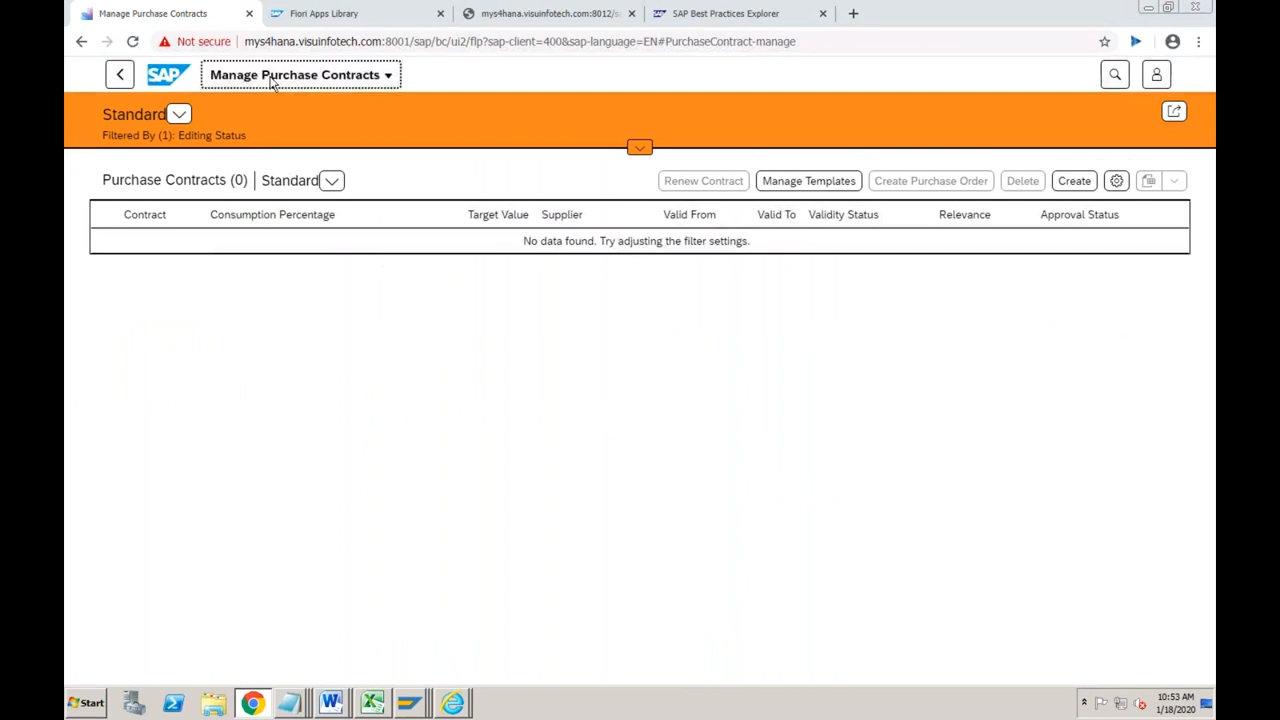 Manage Purchase Contracts
Fiori Apps Library
mys4hana.visuinfotech.com:8012/s
SAP Best Practices Explorer
Not secure | mys4hana.visuinfotech.com:8001/sap/bc/ui2/flp?sap-client=400&sap-language=EN#PurchaseContract-manage
SAP Manage Purchase Contracts
Standard
Filtered By (1): Editing Status
Purchase Contracts (0) | Standard Renew Contract Manage Templates Create Purchase Order Delete Create
Contract Consumption Percentage Target Value Supplier Valid From Valid To Validity Status Relevance Approval Status
No data found. Try adjusting the filter settings.
Start
10:53 AM
1/18/2020